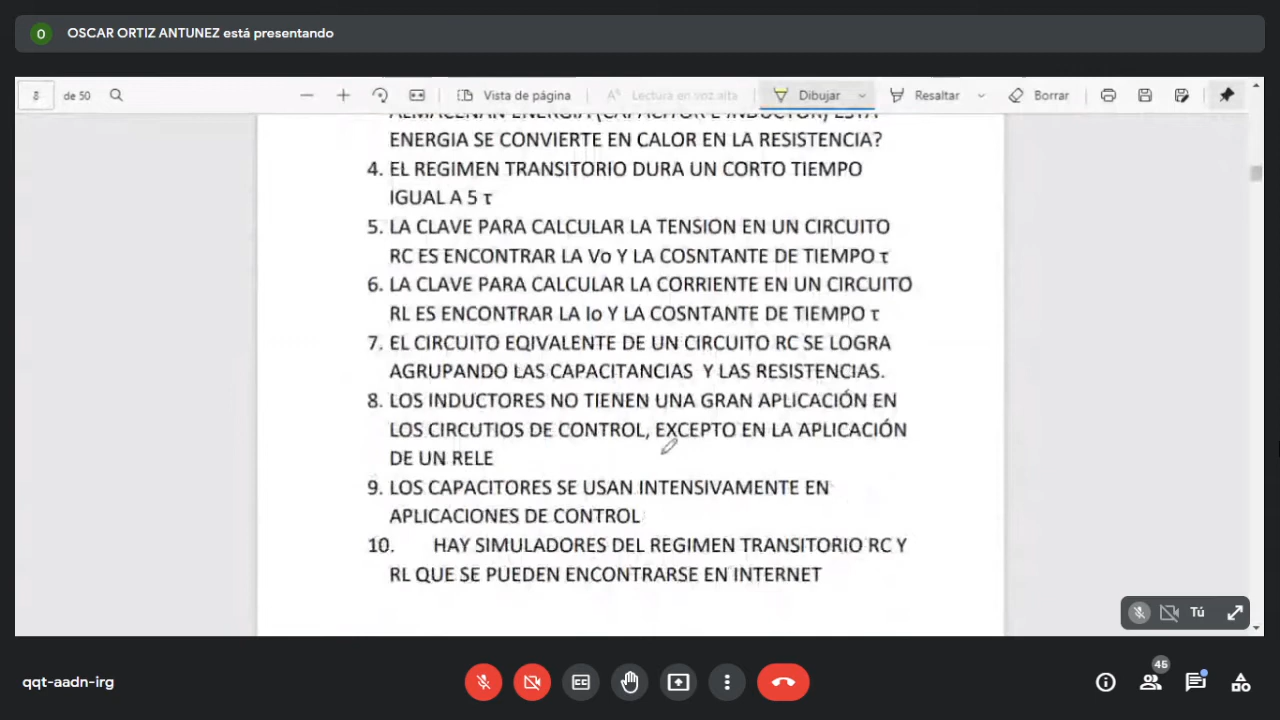 O OSCAR ORTIZ ANTUNEZ está presentando
8 de 50 Vista de página Lectura en voz alta Dibujar Resaltar Borrar
ALMACENAN ENERGIA (CAPACITOR E INDUCTOR) ESTA
ENERGIA SE CONVIERTE EN CALOR EN LA RESISTENCIA?
4. EL REGIMEN TRANSITORIO DURA UN CORTO TIEMPO
IGUAL A 5 τ
5. LA CLAVE PARA CALCULAR LA TENSION EN UN CIRCUITO
RC ES ENCONTRAR LA Vo Y LA COSNTANTE DE TIEMPO τ
6. LA CLAVE PARA CALCULAR LA CORRIENTE EN UN CIRCUITO
RL ES ENCONTRAR LA Io Y LA COSNTANTE DE TIEMPO τ
7. EL CIRCUITO EQIVALENTE DE UN CIRCUITO RC SE LOGRA
AGRUPANDO LAS CAPACITANCIAS Y LAS RESISTENCIAS.
8. LOS INDUCTORES NO TIENEN UNA GRAN APLICACIÓN EN
LOS CIRCUTIOS DE CONTROL, EXCEPTO EN LA APLICACIÓN
DE UN RELE
9. LOS CAPACITORES SE USAN INTENSIVAMENTE EN
APLICACIONES DE CONTROL
10. HAY SIMULADORES DEL REGIMEN TRANSITORIO RC Y
RL QUE SE PUEDEN ENCONTRARSE EN INTERNET
Tú
qqt-aadn-irg
45